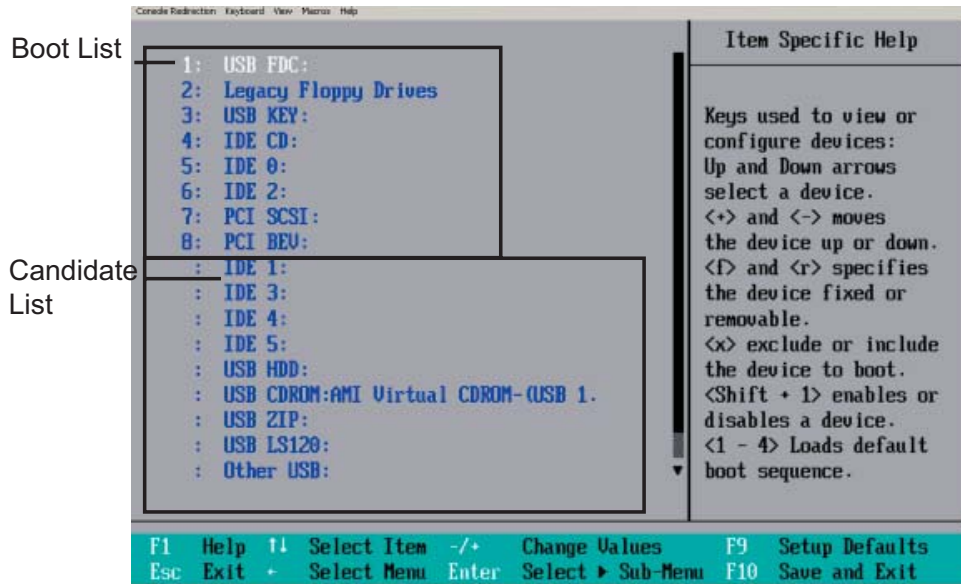 Console Redirection Keyboard View Macros Help
Boot List
1: USB FDC:
2: Legacy Floppy Drives
3: USB KEY:
4: IDE CD:
5: IDE 0:
6: IDE 2:
7: PCI SCSI:
8: PCI BEV:
Candidate
List
: IDE 1:
: IDE 3:
: IDE 4:
: IDE 5:
: USB HDD:
: USB CDROM:AMI Virtual CDROM-(USB 1.
: USB ZIP:
: USB LS120:
: Other USB:
Item Specific Help
Keys used to view or
configure devices:
Up and Down arrows
select a device.
<+> and <-> moves
the device up or down.
<f> and <r> specifies
the device fixed or
removable.
<x> exclude or include
the device to boot.
<Shift + 1> enables or
disables a device.
<1 - 4> Loads default
boot sequence.
F1 Help ↑↓ Select Item -/+ Change Values F9 Setup Defaults
Esc Exit ← Select Menu Enter Select ▶ Sub-Menu F10 Save and Exit